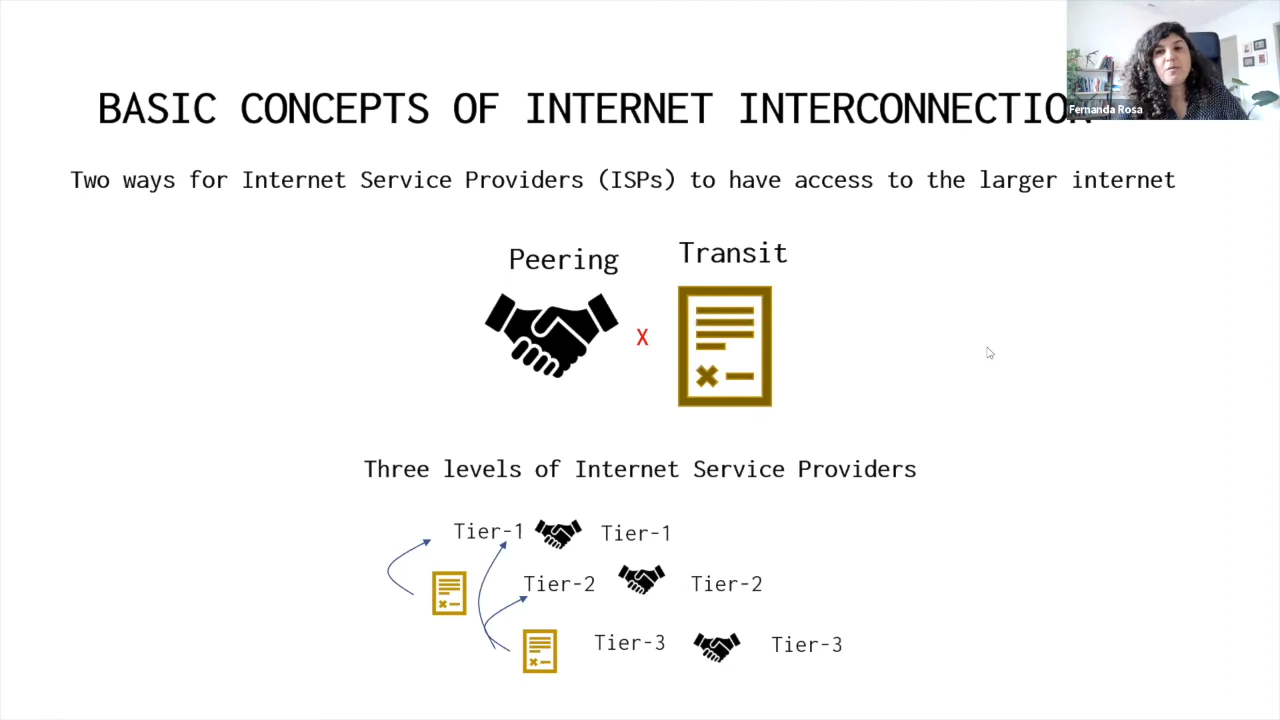 BASIC CONCEPTS OF INTERNET INTERCONNECTION
Fernanda Rosa
Two ways for Internet Service Providers (ISPs) to have access to the larger internet
Peering
Transit
X
Three levels of Internet Service Providers
Tier-1 Tier-1
Tier-2 Tier-2
Tier-3 Tier-3